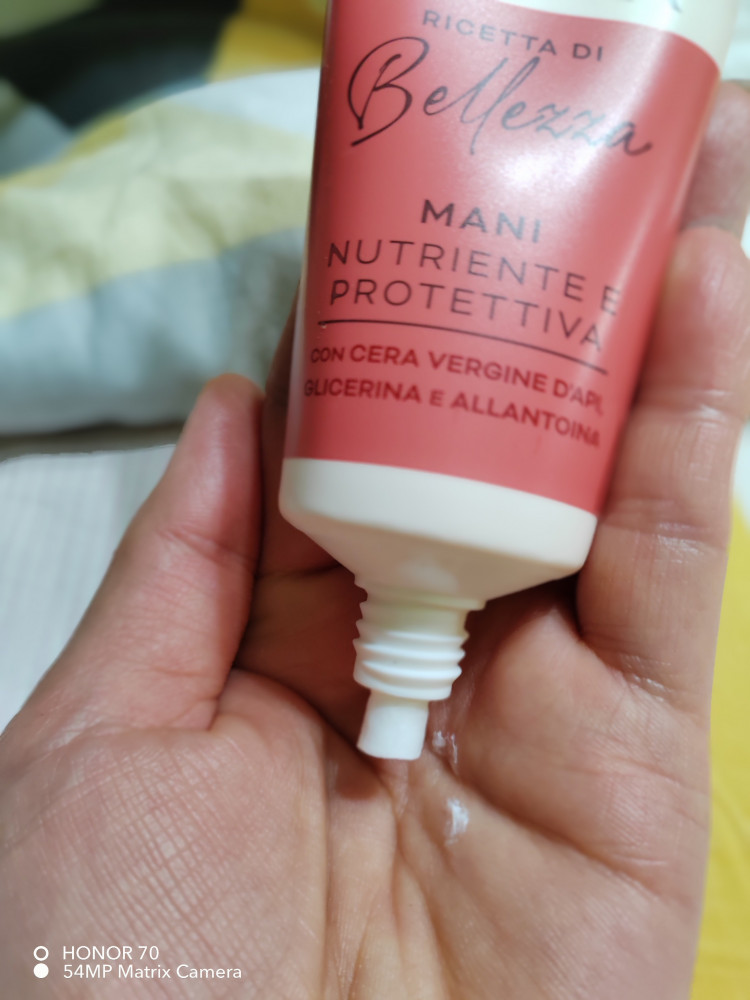 RICETTA DI
Bellezza
MANI
NUTRIENTE E
PROTETTIVA
CON CERA VERGINE D'API,
GLICERINA E ALLANTOINA
HONOR 70
54MP Matrix Camera